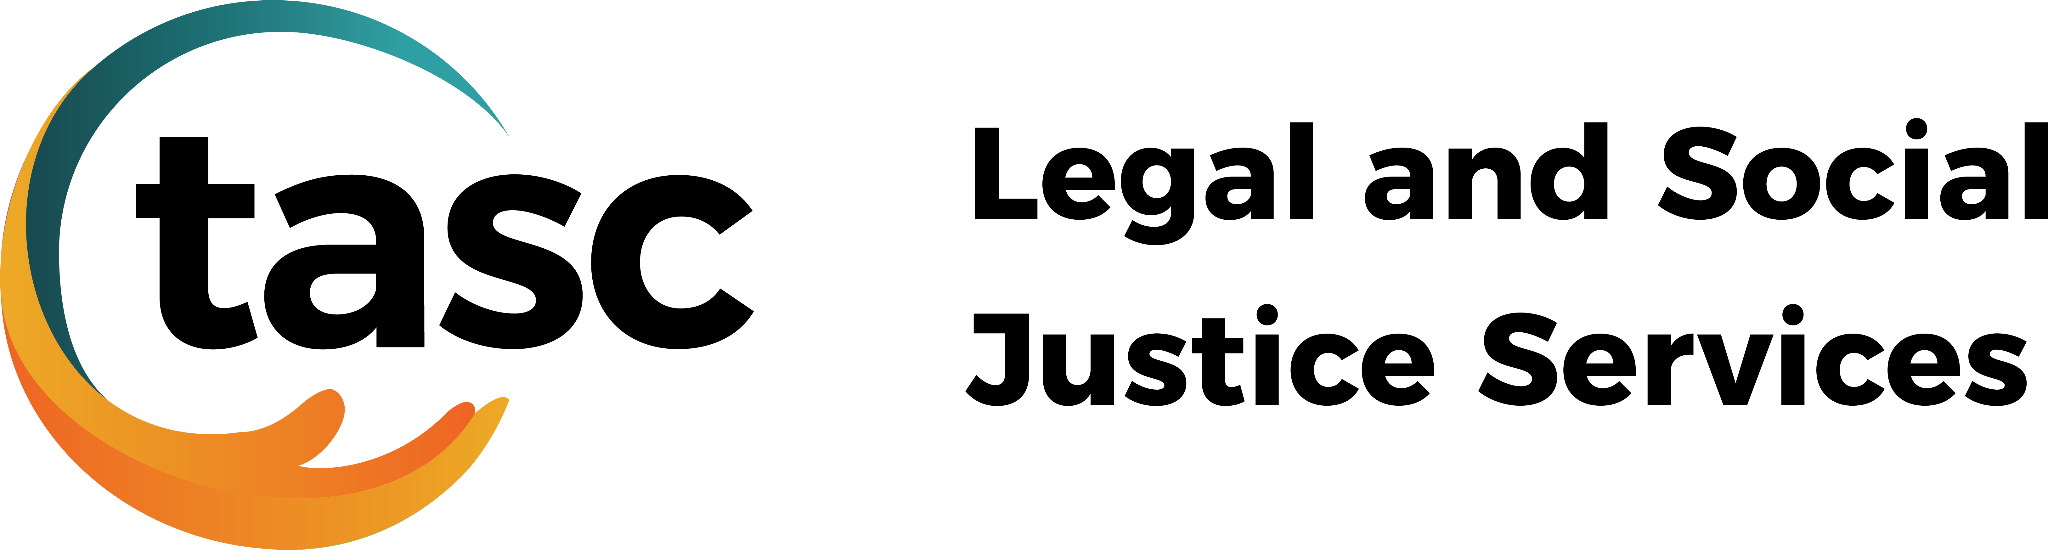 tasc
Legal and Social
Justice Services